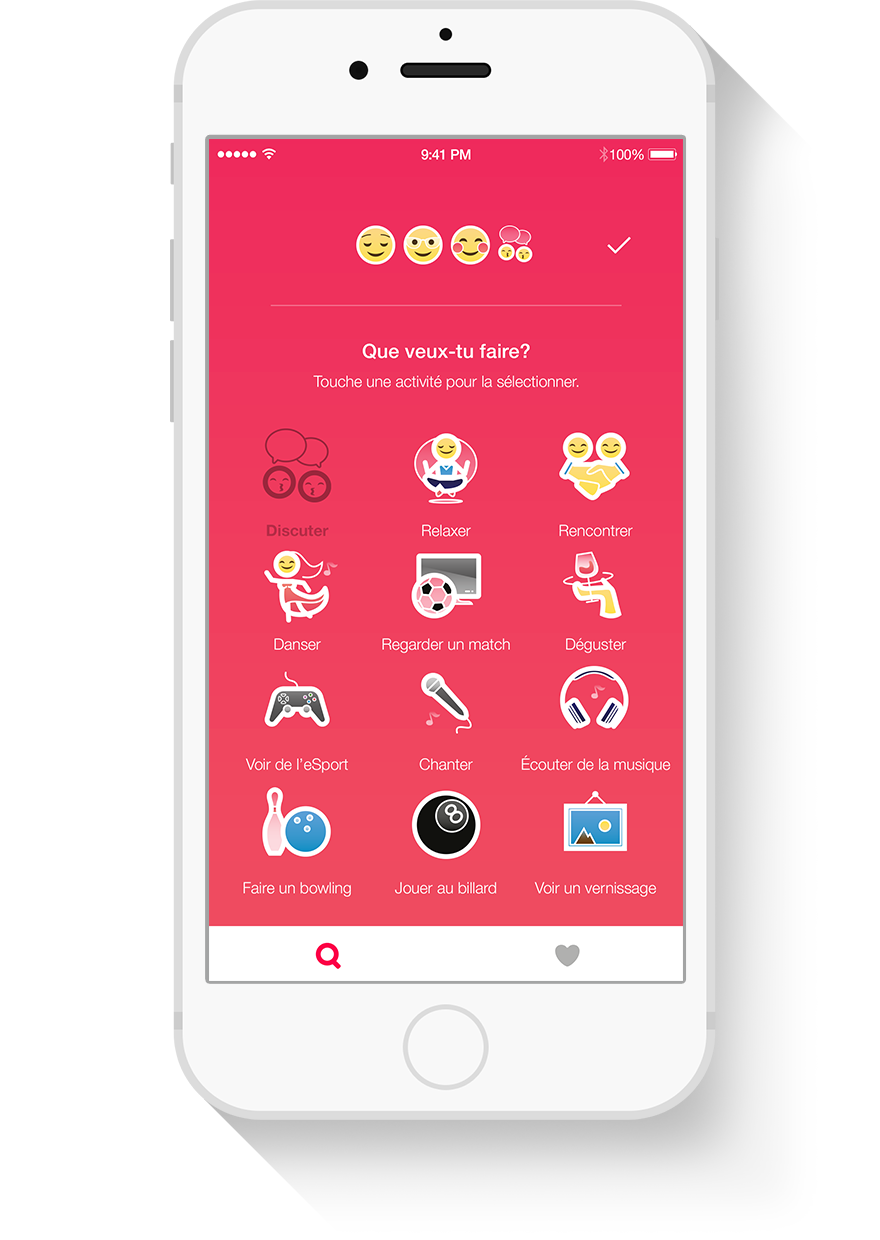 9:41 PM 100%
Que veux-tu faire?
Touche une activité pour la sélectionner.
Discuter Relaxer Rencontrer
Danser Regarder un match Déguster
Voir de l'eSport Chanter Écouter de la musique
8
Faire un bowling Jouer au billard Voir un vernissage